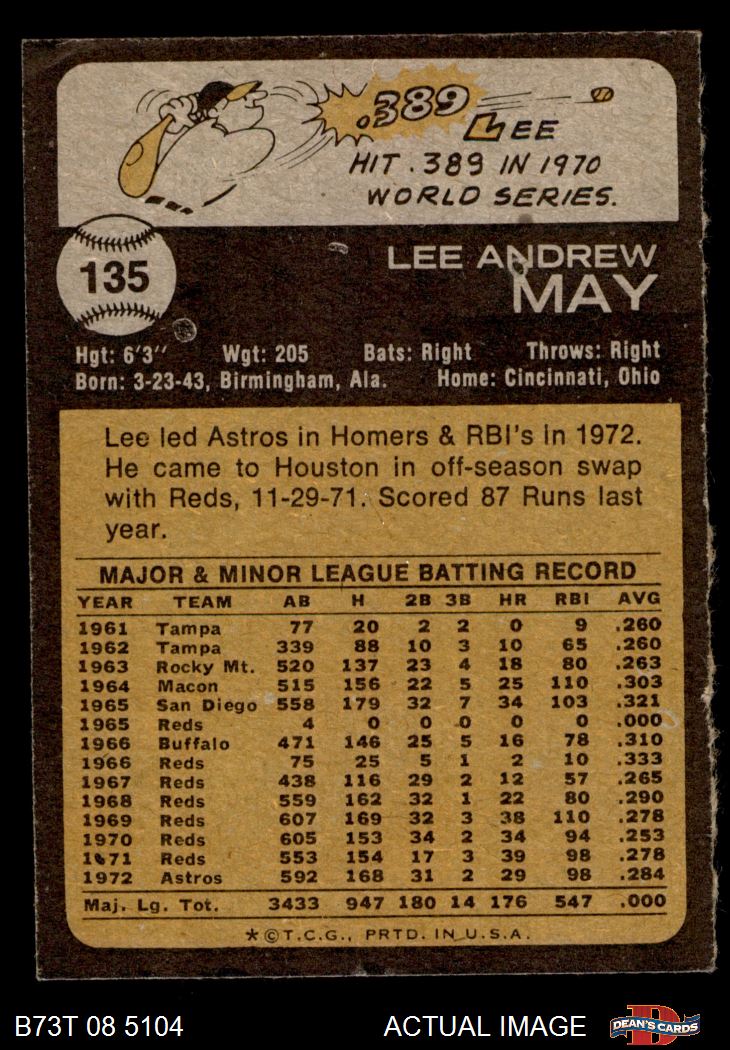 .389
LEE
HIT .389 IN 1970
WORLD SERIES.
135
LEE ANDREW
MAY
Hgt: 6'3" Wgt: 205 Bats: Right Throws: Right
Born: 3-23-43, Birmingham, Ala. Home: Cincinnati, Ohio
Lee led Astros in Homers & RBI's in 1972.
He came to Houston in off-season swap
with Reds, 11-29-71. Scored 87 Runs last
year.
MAJOR & MINOR LEAGUE BATTING RECORD
YEAR TEAM AB H 2B 3B HR RBI AVG
1961 Tampa 77 20 2 2 0 9 .260
1962 Tampa 339 88 10 3 10 65 .260
1963 Rocky Mt. 520 137 23 4 18 80 .263
1964 Macon 515 156 22 5 25 110 .303
1965 San Diego 558 179 32 7 34 103 .321
1965 Reds 4 0 0 0 0 0 .000
1966 Buffalo 471 146 25 5 16 78 .310
1966 Reds 75 25 5 1 2 10 .333
1967 Reds 438 116 29 2 12 57 .265
1968 Reds 559 162 32 1 22 80 .290
1969 Reds 607 169 32 3 38 110 .278
1970 Reds 605 153 34 2 34 94 .253
1971 Reds 553 154 17 3 39 98 .278
1972 Astros 592 168 31 2 29 98 .284
Maj. Lg. Tot. 3433 947 180 14 176 547 .000
*©T.C.G., PRTD. IN U.S.A.
B73T 08 5104 ACTUAL IMAGE DEAN'S CARDS